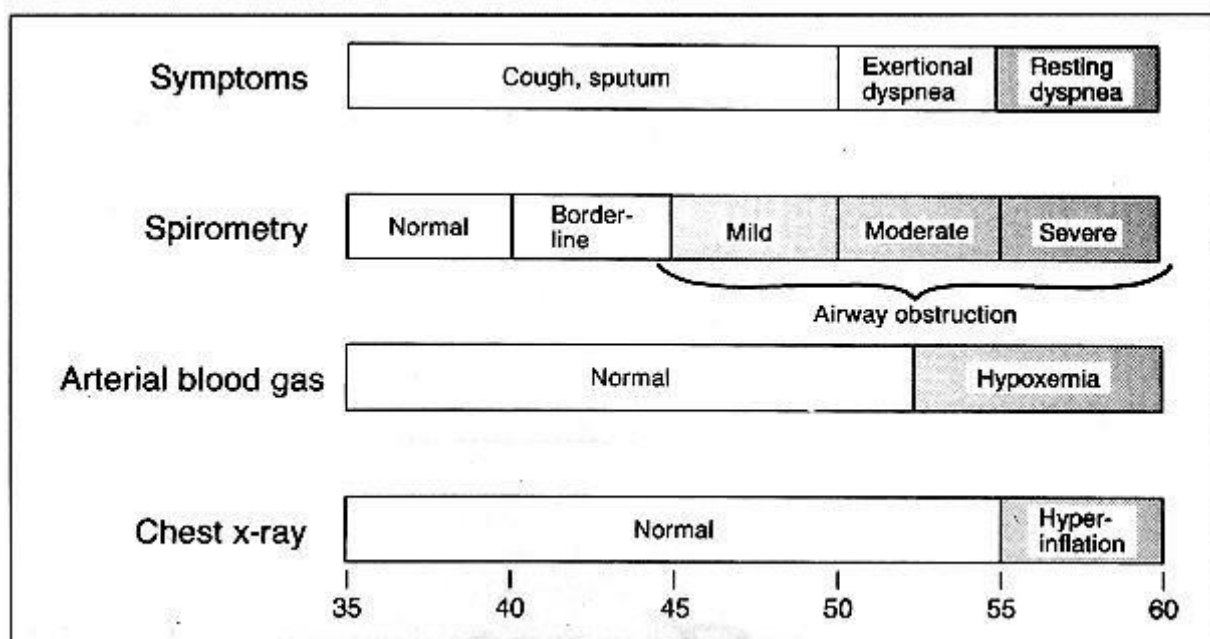 Symptoms
Cough, sputum
Exertional
dyspnea
Resting
dyspnea
Spirometry
Normal
Border-
line
Mild
Moderate
Severe
Airway obstruction
Arterial blood gas
Normal
Hypoxemia
Chest x-ray
Normal
Hyper-
inflation
35 40 45 50 55 60